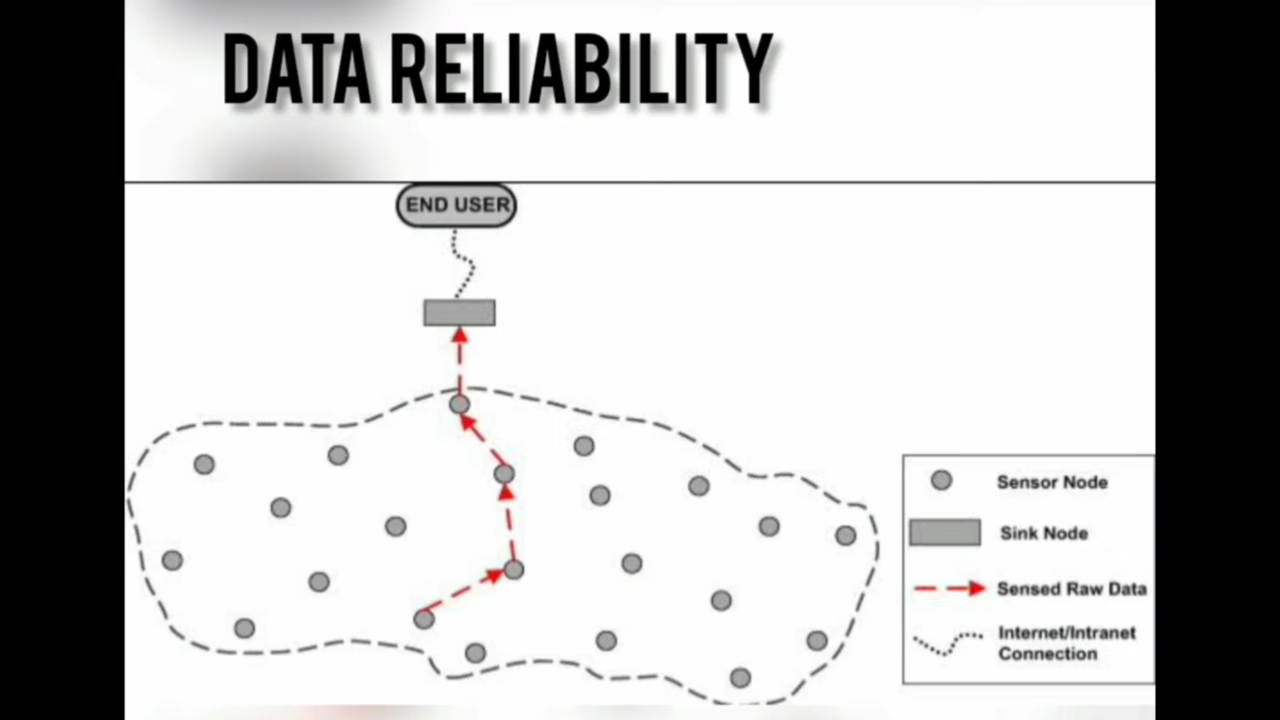 DATA RELIABILITY
END USER
Sensor Node
Sink Node
Sensed Raw Data
Internet/Intranet
Connection